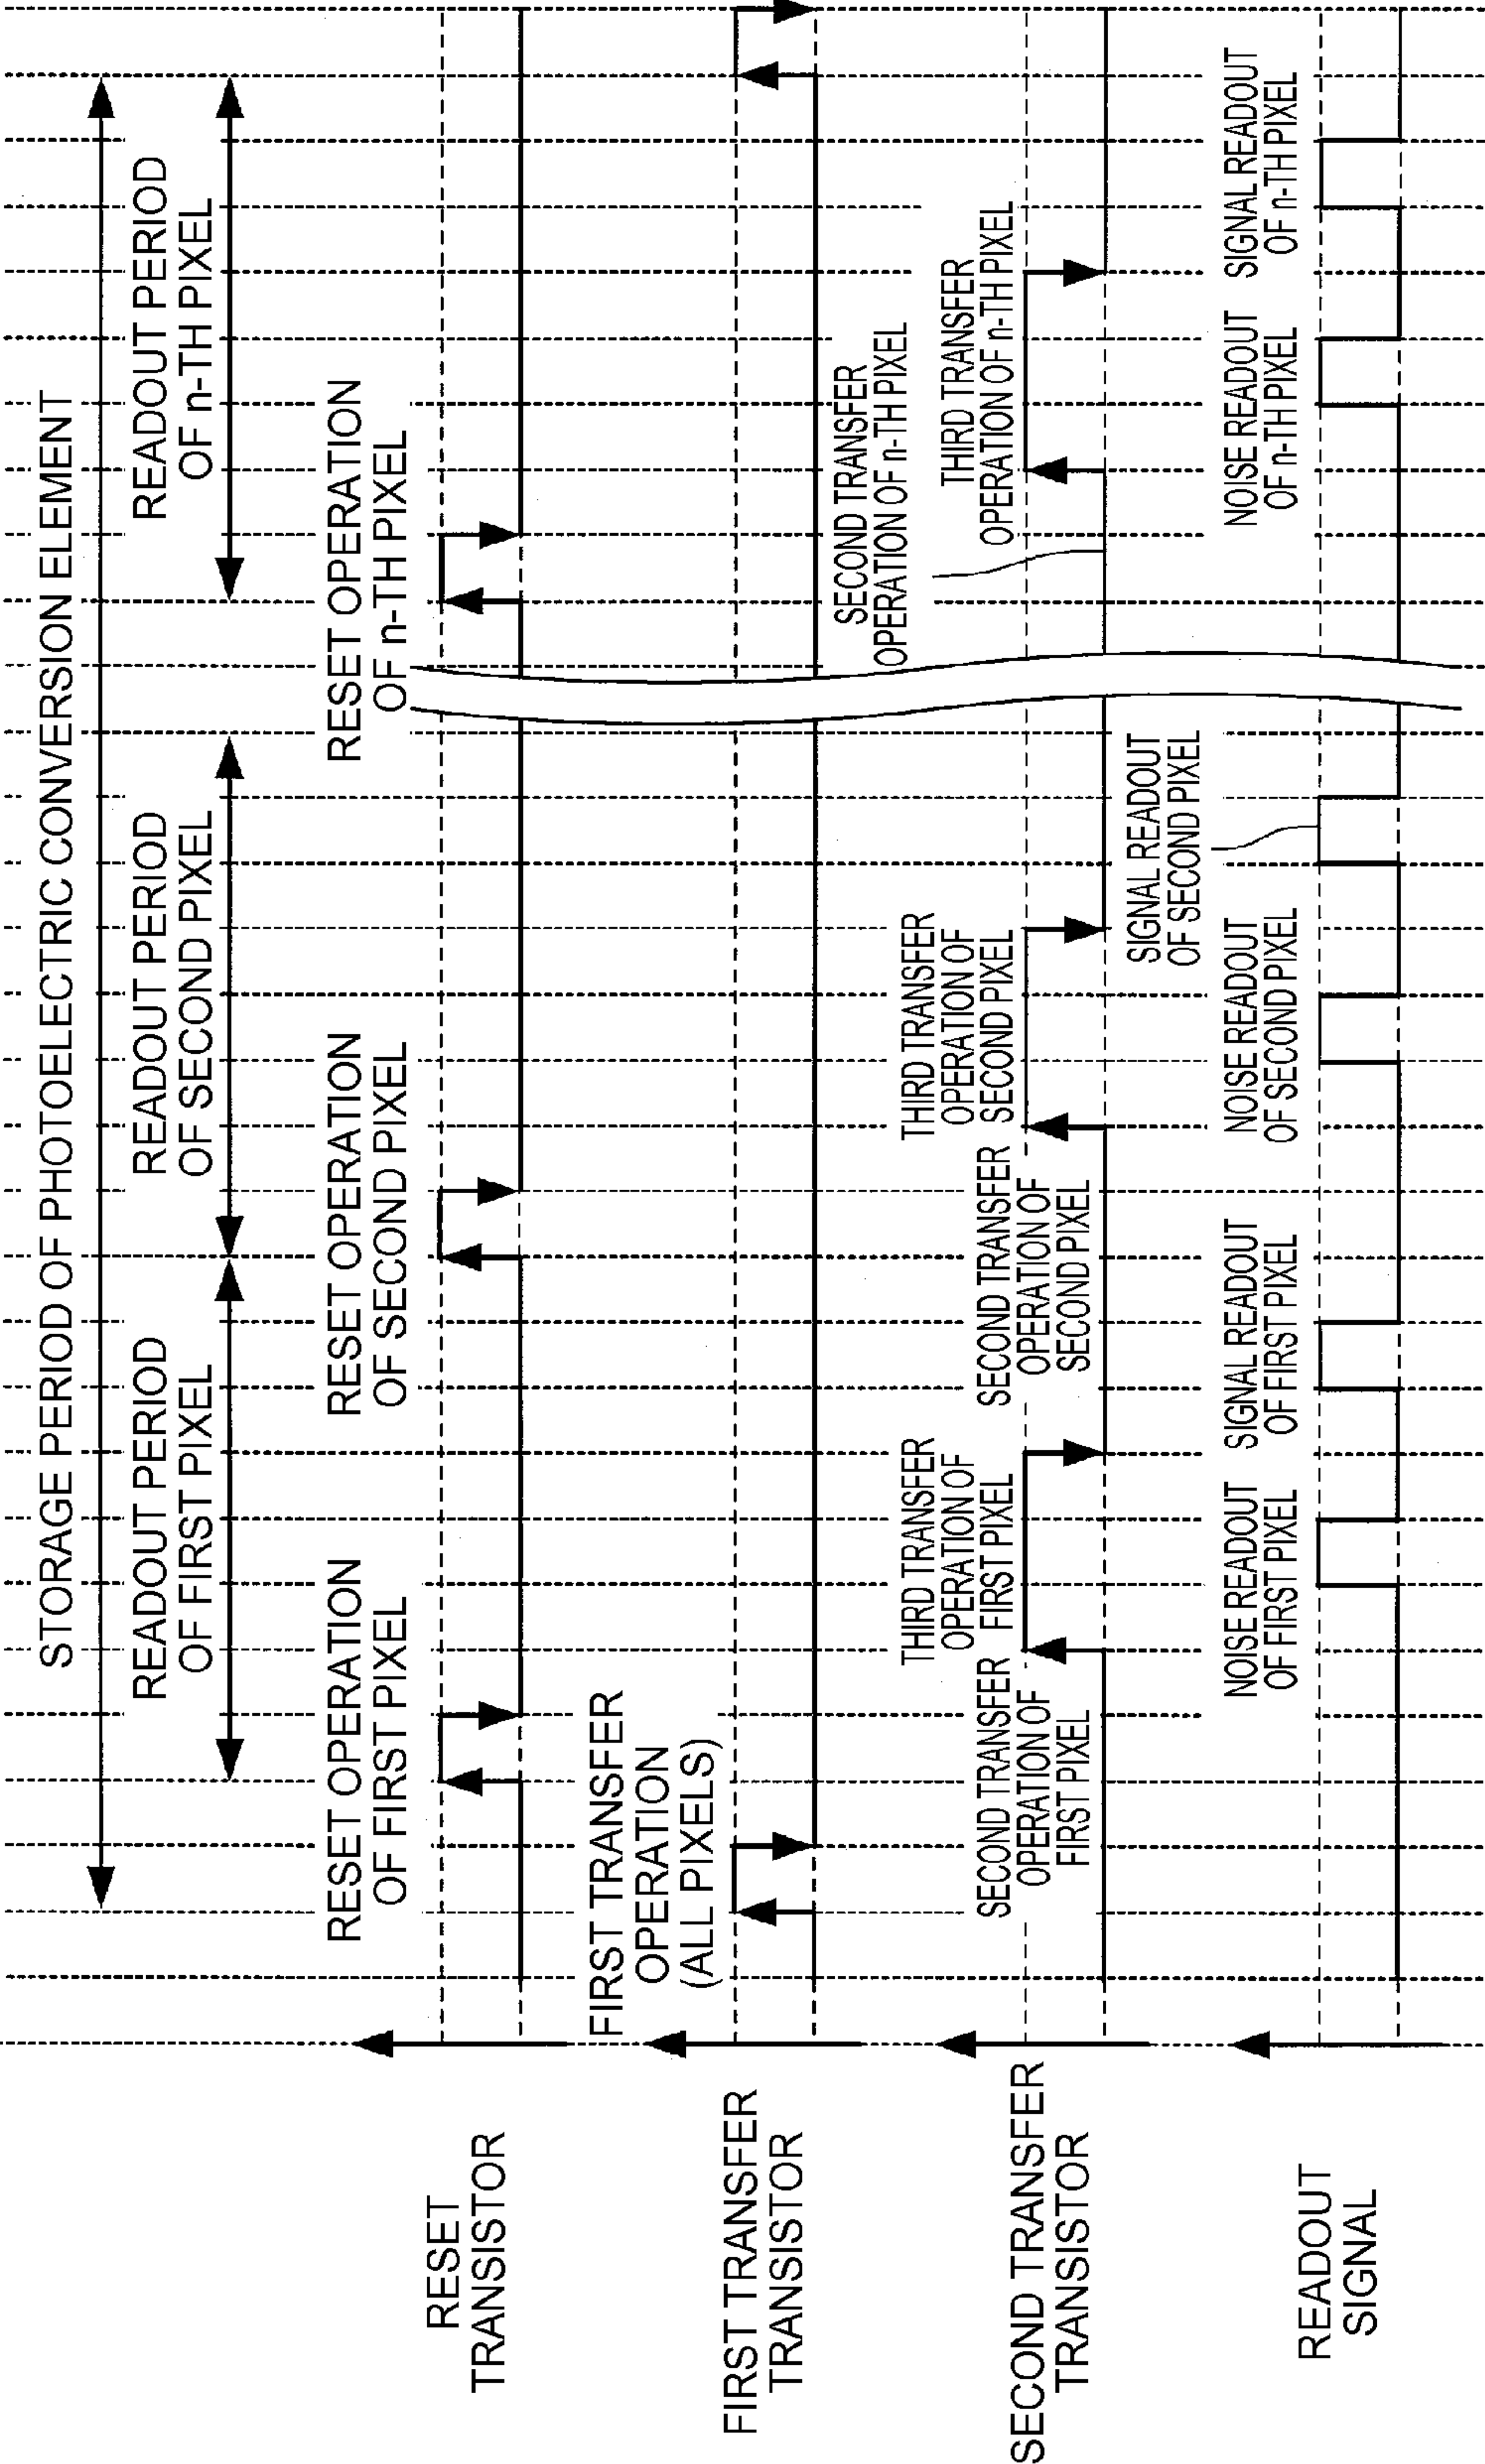 STORAGE PERIOD OF PHOTOELECTRIC CONVERSION ELEMENT
READOUT PERIOD
OF FIRST PIXEL
READOUT PERIOD
OF SECOND PIXEL
READOUT PERIOD
OF n-TH PIXEL
RESET
TRANSISTOR
RESET OPERATION
OF FIRST PIXEL
RESET OPERATION
OF SECOND PIXEL
RESET OPERATION
OF n-TH PIXEL
FIRST TRANSFER
TRANSISTOR
FIRST TRANSFER
OPERATION
(ALL PIXELS)
SECOND TRANSFER
TRANSISTOR
SECOND TRANSFER
OPERATION OF
FIRST PIXEL
THIRD TRANSFER
OPERATION OF
FIRST PIXEL
SECOND TRANSFER
OPERATION OF
SECOND PIXEL
THIRD TRANSFER
OPERATION OF
SECOND PIXEL
SECOND TRANSFER
OPERATION OF n-TH PIXEL
THIRD TRANSFER
OPERATION OF n-TH PIXEL
READOUT
SIGNAL
NOISE READOUT
OF FIRST PIXEL
SIGNAL READOUT
OF FIRST PIXEL
NOISE READOUT
OF SECOND PIXEL
SIGNAL READOUT
OF SECOND PIXEL
NOISE READOUT
OF n-TH PIXEL
SIGNAL READOUT
OF n-TH PIXEL